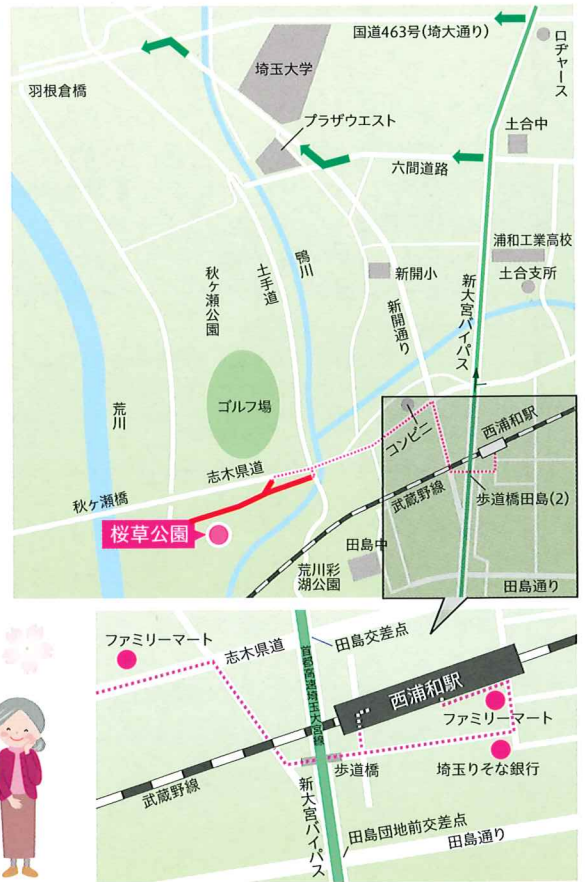 国道463号(埼大通り)
ロヂャース
羽根倉橋
埼玉大学
プラザウエスト
土合中
六間道路
浦和工業高校
土合支所
新開小
鴨川
土手道
秋ヶ瀬公園
新開通り
新大宮バイパス
荒川
ゴルフ場
コンビニ
西浦和駅
志木県道
武蔵野線
歩道橋田島(2)
秋ヶ瀬橋
桜草公園
荒川彩
湖公園
田島中
田島通り
ファミリーマート
志木県道
田島交差点
首都高速埼玉大宮線
西浦和駅
ファミリーマート
歩道橋
埼玉りそな銀行
武蔵野線
新大宮バイパス
田島団地前交差点
田島通り